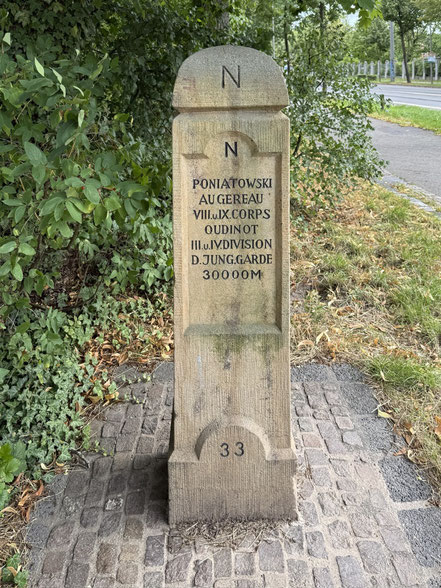 N
N
PONIATOWSKI
AUGEREAU
VIII.u.IX.CORPS
OUDINOT
III.u.IV.DIVISION
D.JUNG.GARDE
30000M
33